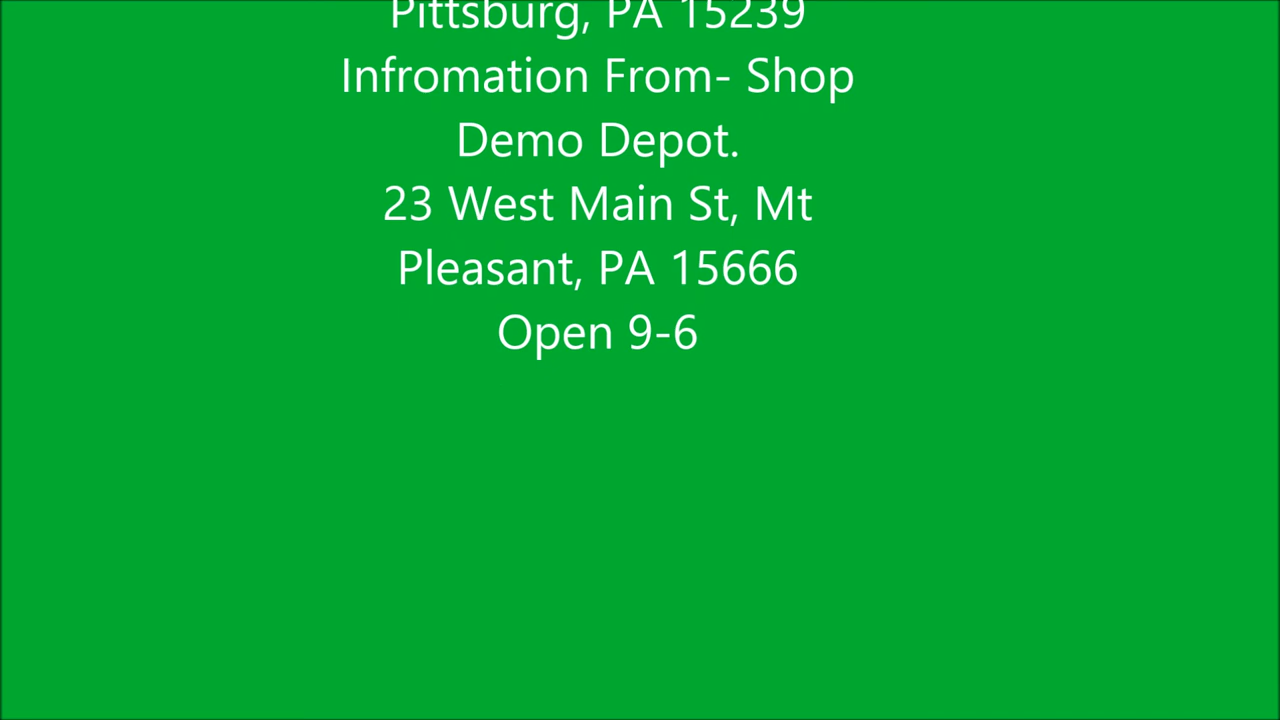 Pittsburg, PA 15239
Infromation From- Shop
Demo Depot.
23 West Main St, Mt
Pleasant, PA 15666
Open 9-6